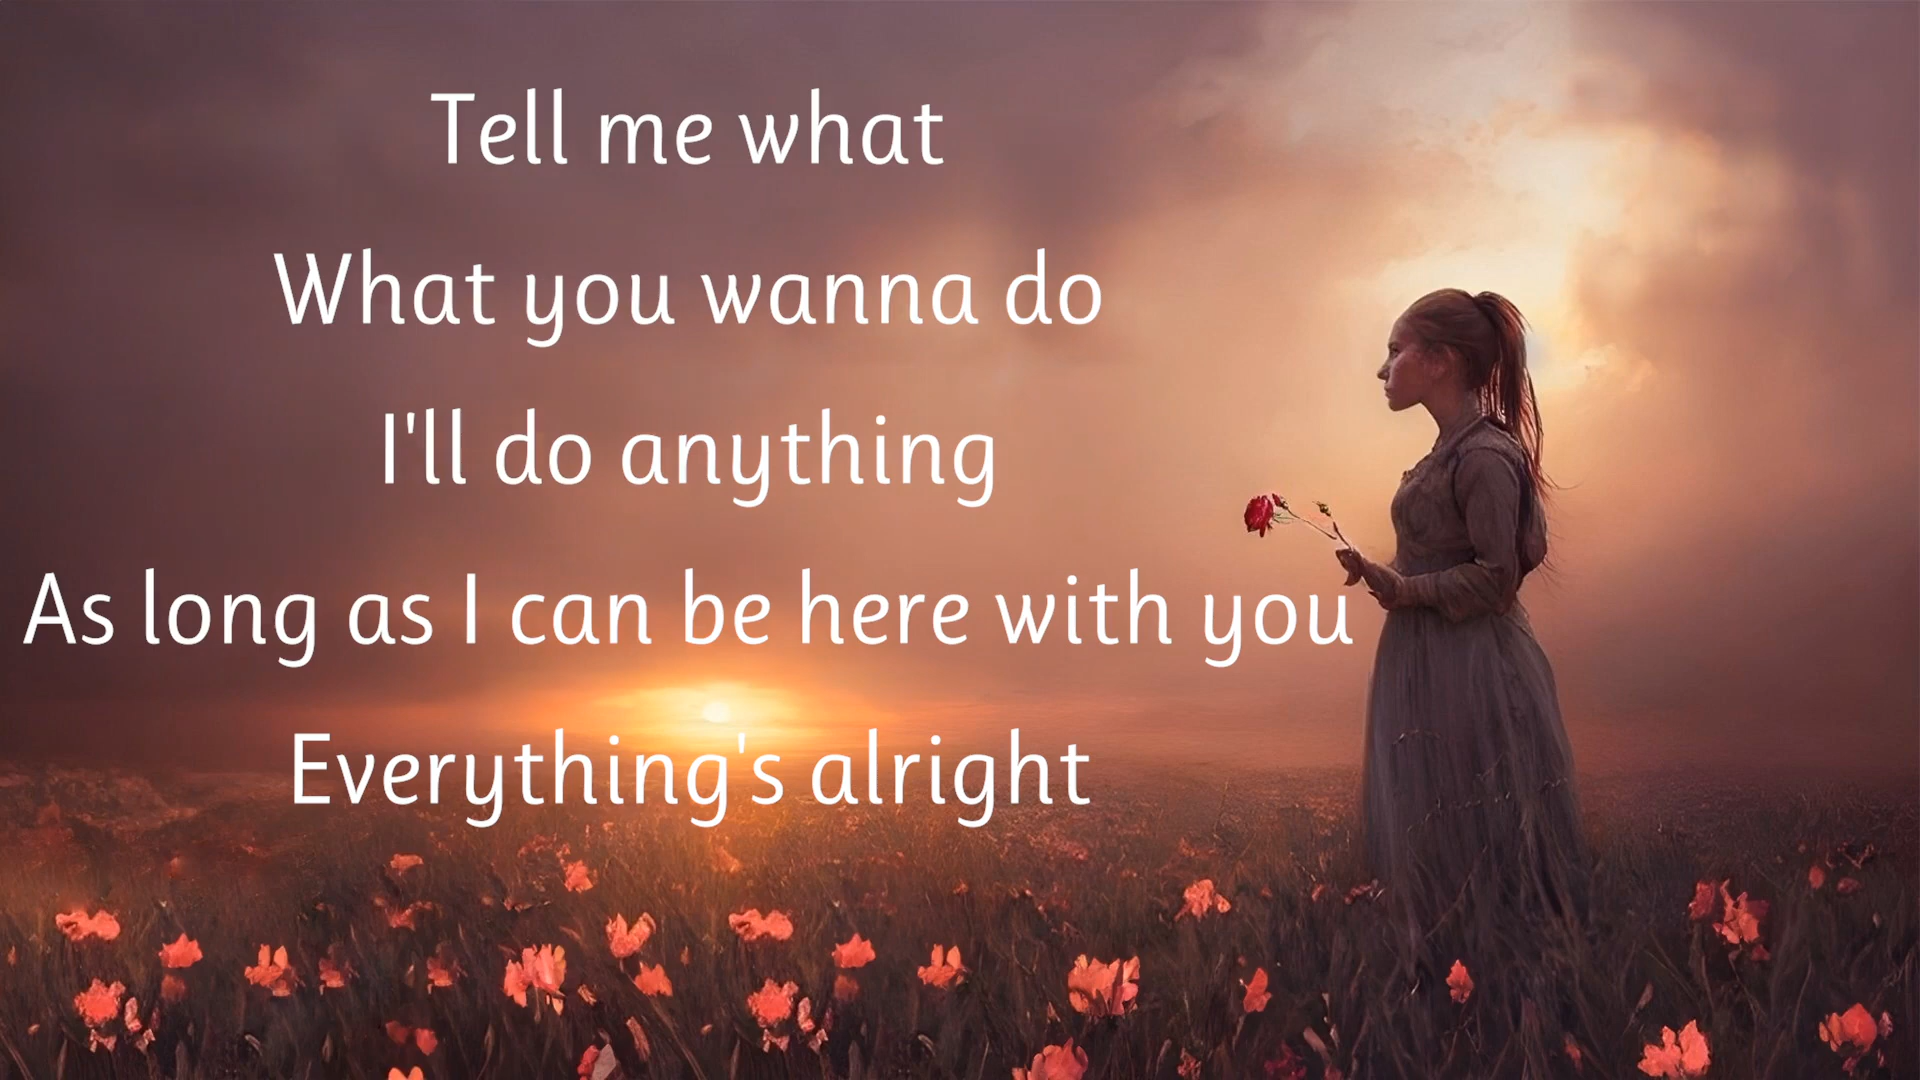 Tell me what
What you wanna do
I'll do anything
As long as I can be here with you
Everything's alright